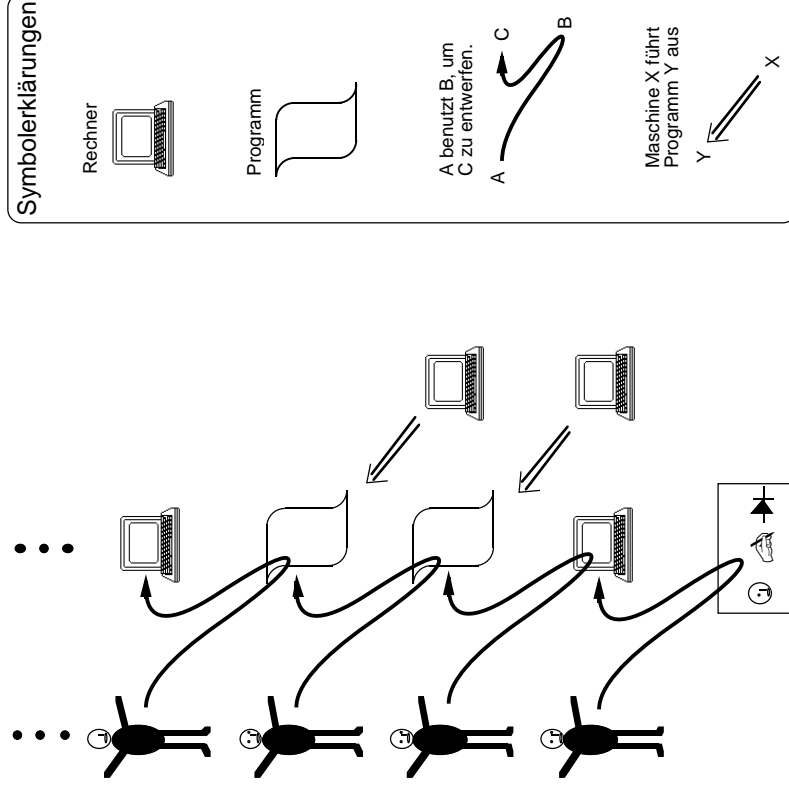 Symbolerklärungen
Rechner
Programm
A benutzt B, um
C zu entwerfen.
A
B
C
Maschine X führt
Programm Y aus
Y
X